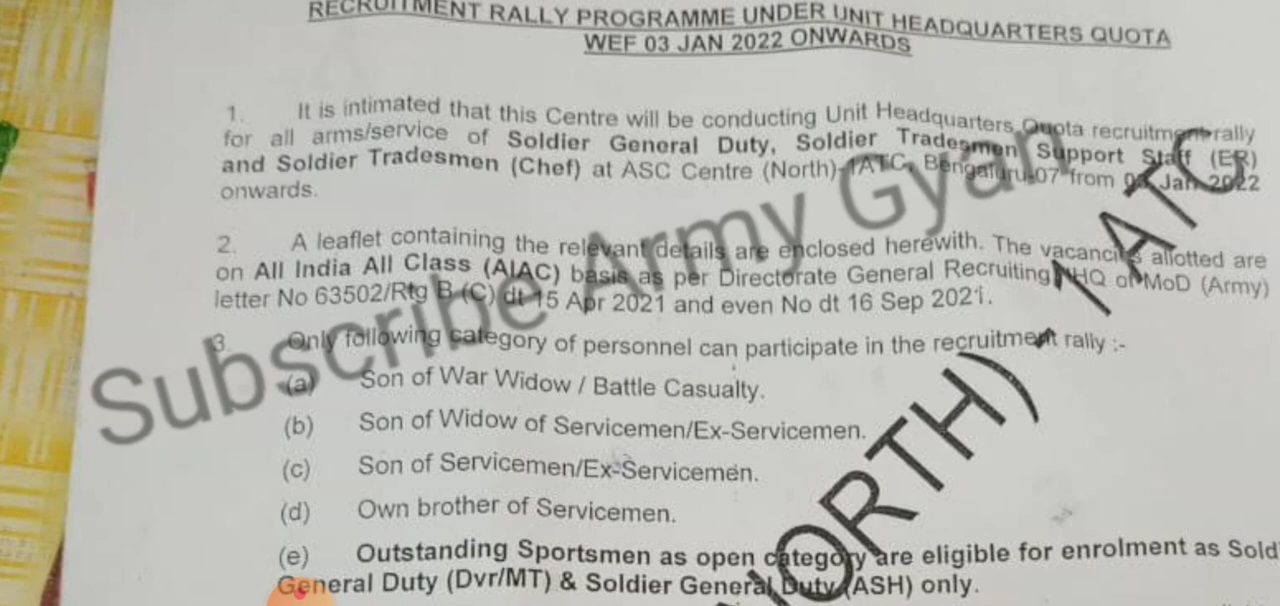 RECRUITMENT RALLY PROGRAMME UNDER UNIT HEADQUARTERS QUOTA
WEF 03 JAN 2022 ONWARDS
1. It is intimated that this Centre will be conducting Unit Headquarters Quota recruitment rally
for all arms/service of Soldier General Duty, Soldier Tradesmen Support Staff (ER)
and Soldier Tradesmen (Chef) at ASC Centre (North)-1ATC, Bengaluru-07 from 03 Jan 2022
onwards.
2. A leaflet containing the relevant details are enclosed herewith. The vacancies allotted are
on All India All Class (AIAC) basis as per Directorate General Recruiting, IHQ of MoD (Army)
letter No 63502/Rtg B (C) dt 15 Apr 2021 and even No dt 16 Sep 2021.
3. Only following category of personnel can participate in the recruitment rally :-
(a) Son of War Widow / Battle Casualty.
(b) Son of Widow of Servicemen/Ex-Servicemen.
(c) Son of Servicemen/Ex-Servicemen.
(d) Own brother of Servicemen.
(e) Outstanding Sportsmen as open category are eligible for enrolment as Sold
General Duty (Dvr/MT) & Soldier General Duty (ASH) only.
Subscribe Army Gyan
ORTH) - 1 ATC